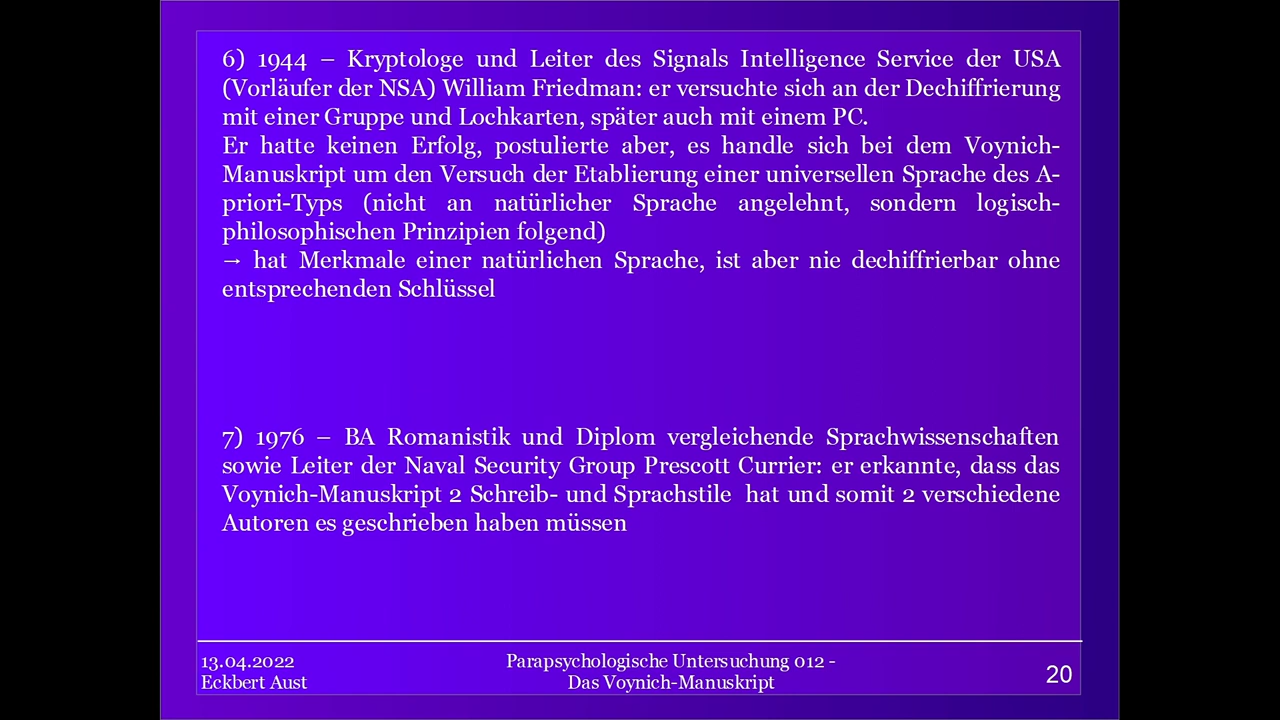 6) 1944 – Kryptologe und Leiter des Signals Intelligence Service der USA
(Vorläufer der NSA) William Friedman: er versuchte sich an der Dechiffrierung
mit einer Gruppe und Lochkarten, später auch mit einem PC.
Er hatte keinen Erfolg, postulierte aber, es handle sich bei dem Voynich-
Manuskript um den Versuch der Etablierung einer universellen Sprache des A-
priori-Typs (nicht an natürlicher Sprache angelehnt, sondern logisch-
philosophischen Prinzipien folgend)
→ hat Merkmale einer natürlichen Sprache, ist aber nie dechiffrierbar ohne
entsprechenden Schlüssel
7) 1976 – BA Romanistik und Diplom vergleichende Sprachwissenschaften
sowie Leiter der Naval Security Group Prescott Currier: er erkannte, dass das
Voynich-Manuskript 2 Schreib- und Sprachstile hat und somit 2 verschiedene
Autoren es geschrieben haben müssen
13.04.2022
Eckbert Aust
Parapsychologische Untersuchung 012 -
Das Voynich-Manuskript
20